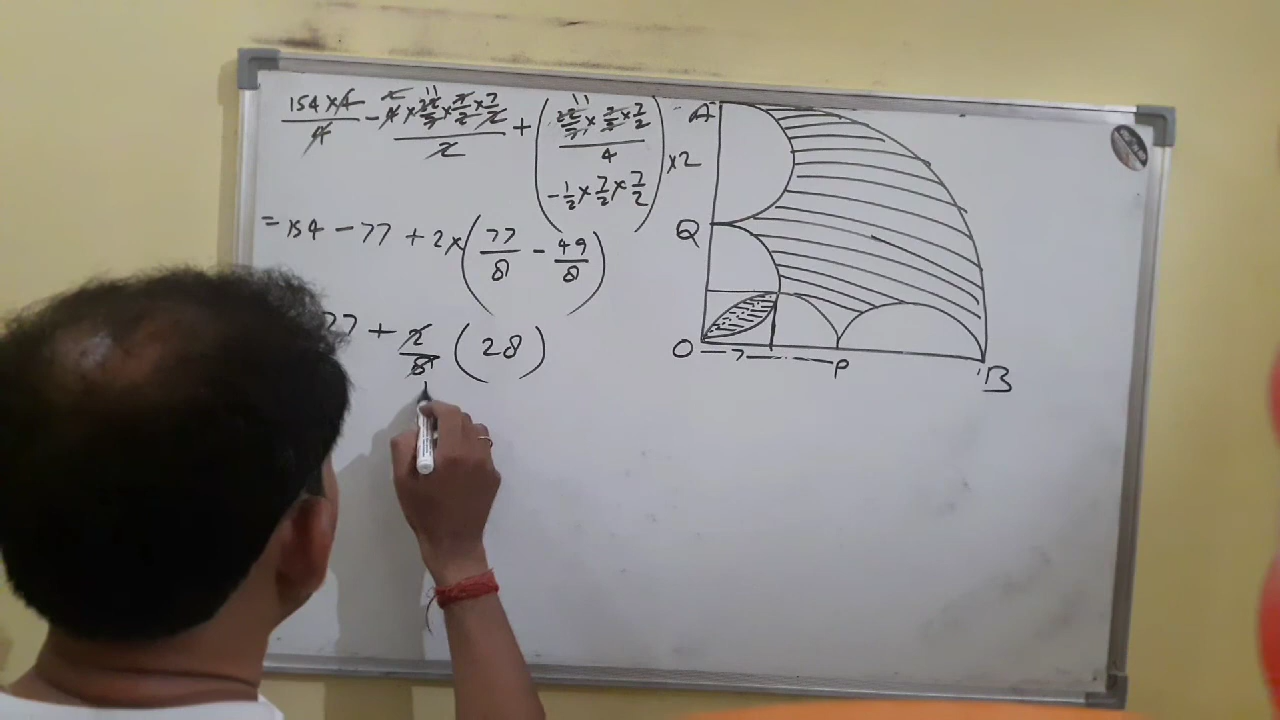 154×4/4 − 4×22/7×7/2×7/2/2 + (22/7×7/2×7/2/4 − 1/2×7/2×7/2) ×2
= 154 − 77 + 2×(77/8 − 49/8)
77 + 2/8 (28)
A
Q
O — 7 — P
B